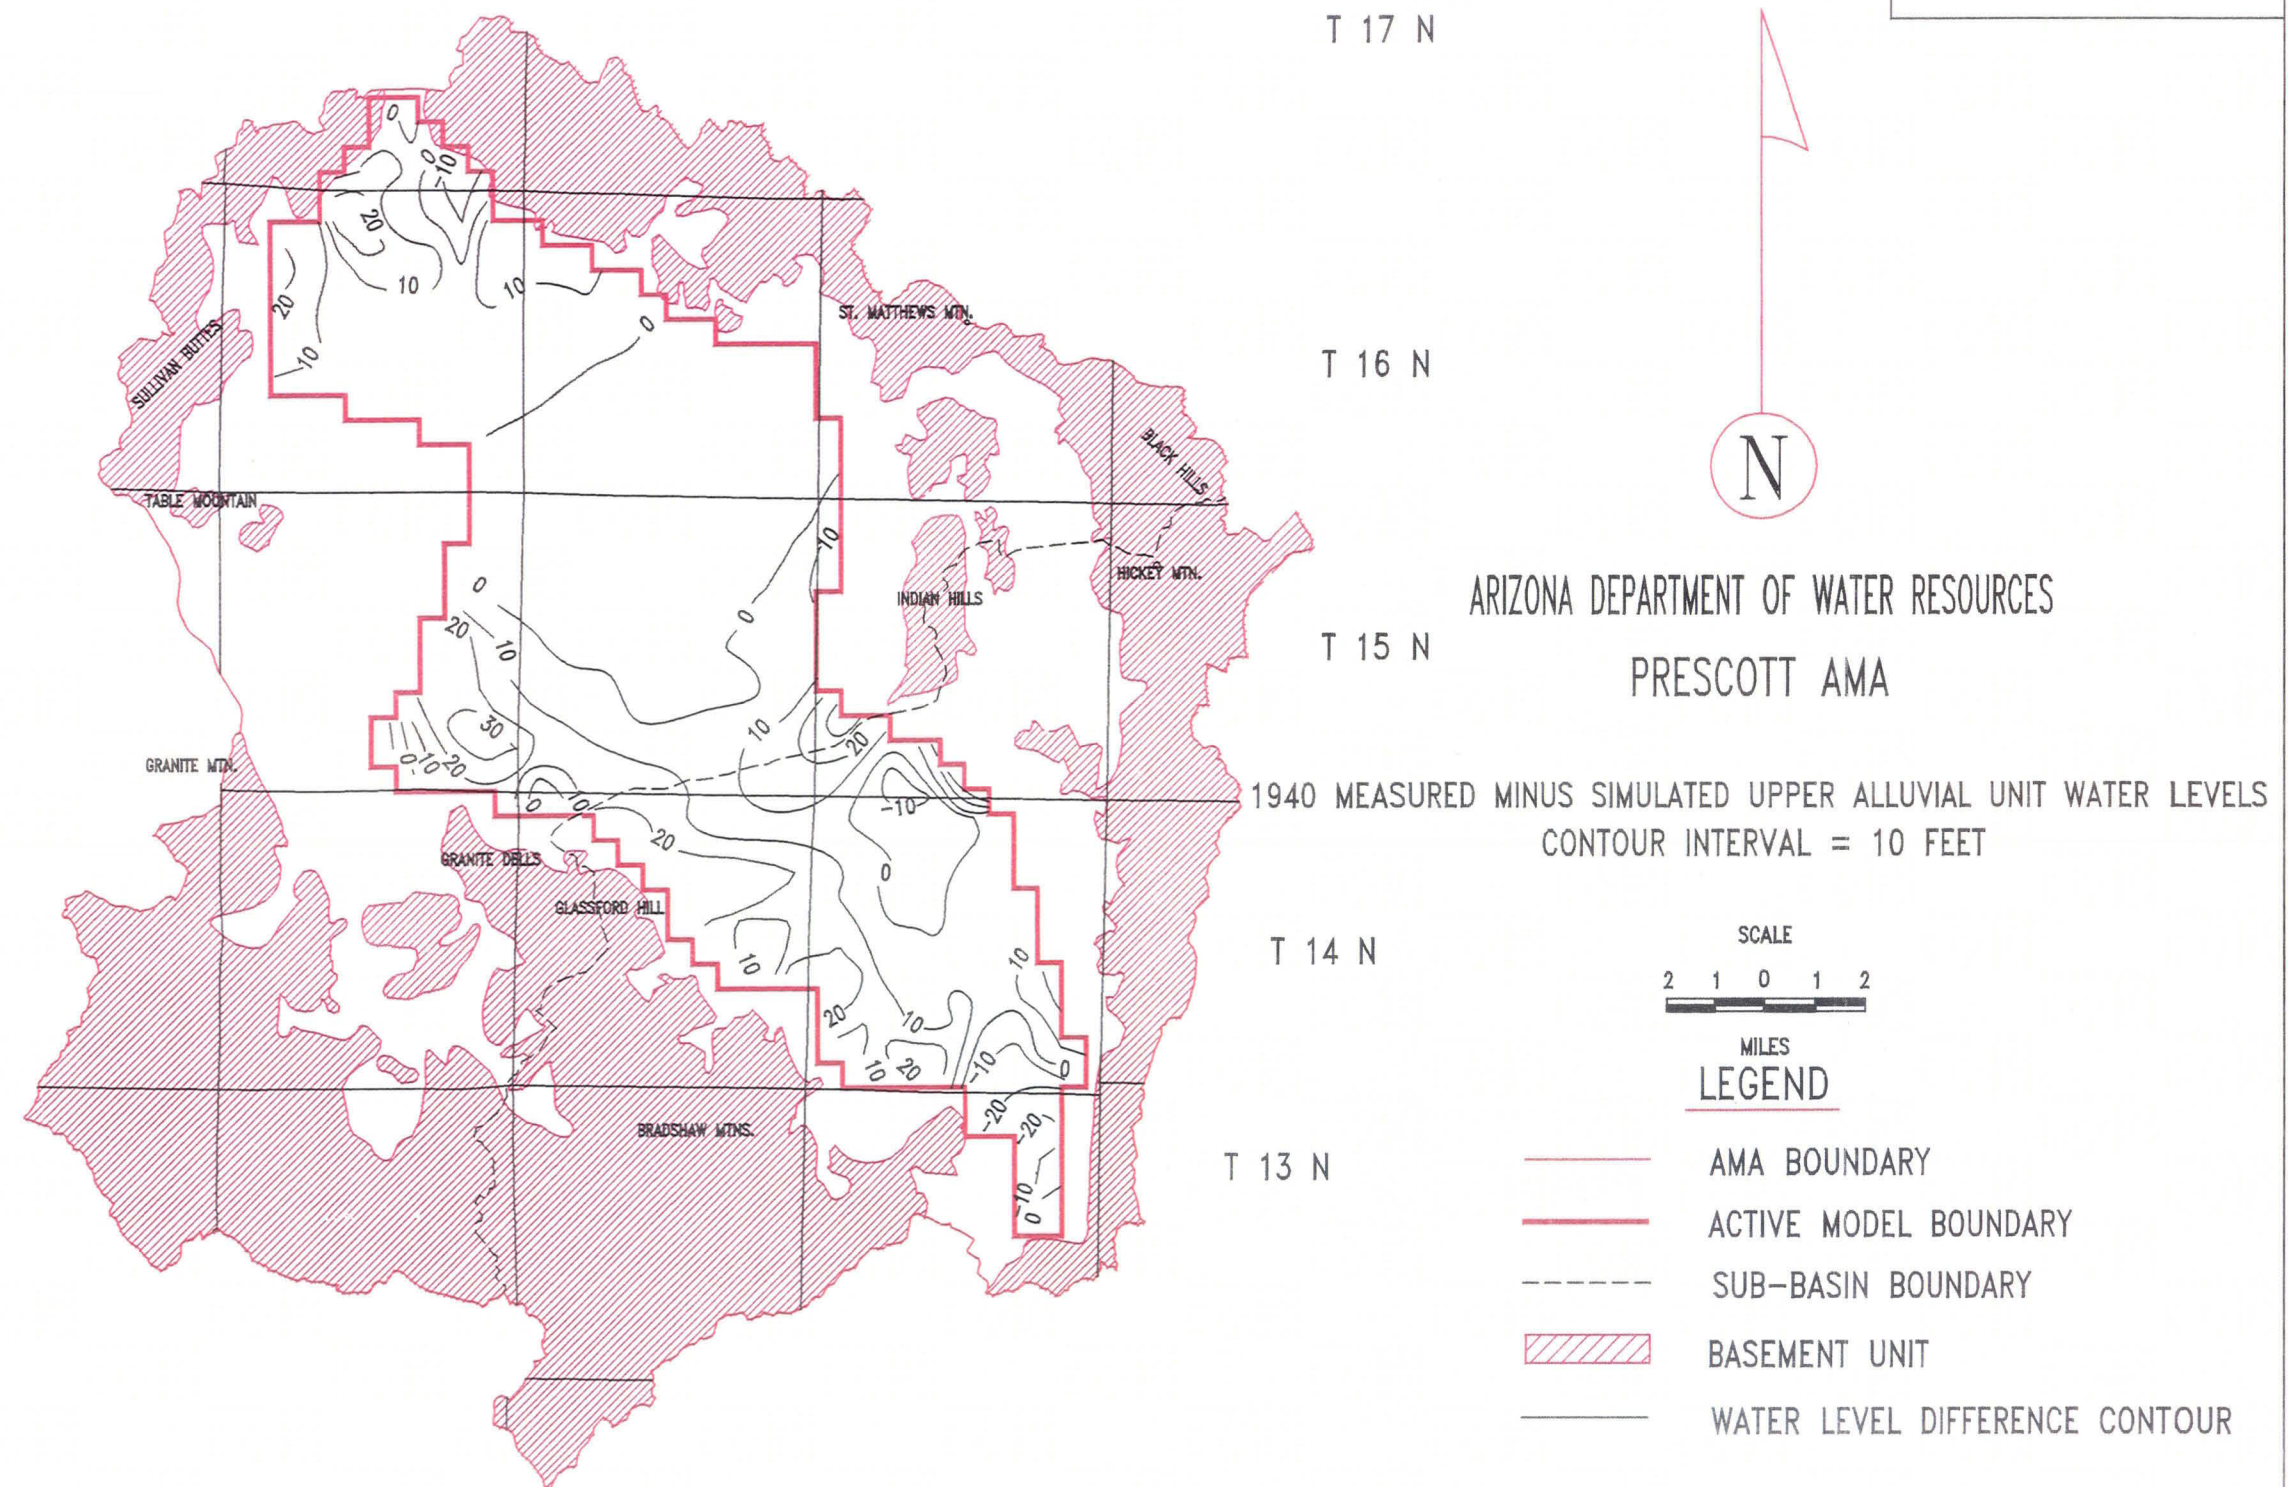 T 17 N
0
0
-10
20
10
10
20
-10
0
ST. MATTHEWS MTN.
SULLIVAN BUTTES
T 16 N
N
BLACK HILLS
TABLE MOUNTAIN
-10
HICKEY MTN.
INDIAN HILLS
ARIZONA DEPARTMENT OF WATER RESOURCES
0
0
20
10
T 15 N
PRESCOTT AMA
30
10
20
GRANITE MTN.
0
10
20
0
10
-10
1940 MEASURED MINUS SIMULATED UPPER ALLUVIAL UNIT WATER LEVELS
CONTOUR INTERVAL = 10 FEET
20
GRANITE DELLS
0
GLASSFORD HILL
SCALE
T 14 N
10
10
2 1 0 1 2
20
10
MILES
10
20
-10
0
LEGEND
-20
-20
BRADSHAW MTNS.
T 13 N
AMA BOUNDARY
-10
0
ACTIVE MODEL BOUNDARY
SUB-BASIN BOUNDARY
BASEMENT UNIT
WATER LEVEL DIFFERENCE CONTOUR